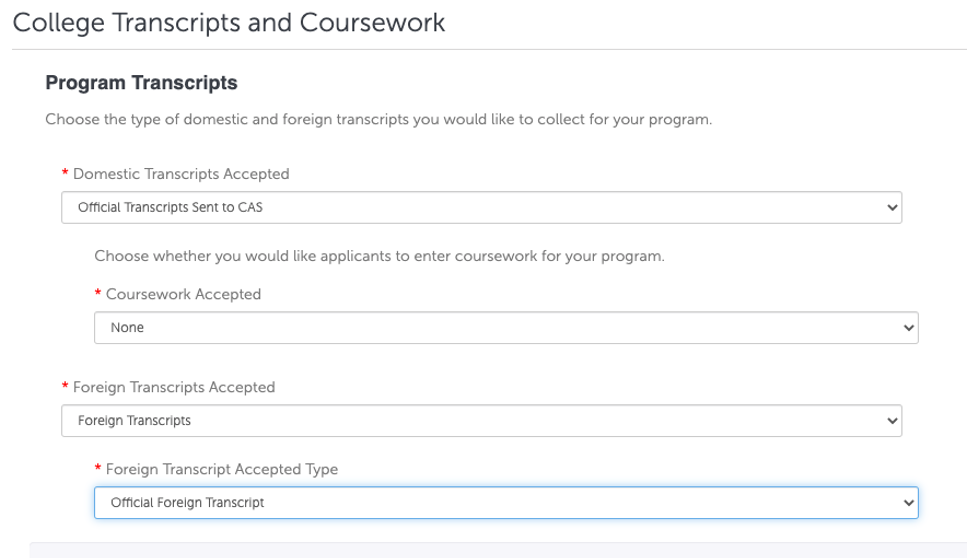 College Transcripts and Coursework
Program Transcripts
Choose the type of domestic and foreign transcripts you would like to collect for your program.
* Domestic Transcripts Accepted
Official Transcripts Sent to CAS
Choose whether you would like applicants to enter coursework for your program.
* Coursework Accepted
None
* Foreign Transcripts Accepted
Foreign Transcripts
* Foreign Transcript Accepted Type
Official Foreign Transcript